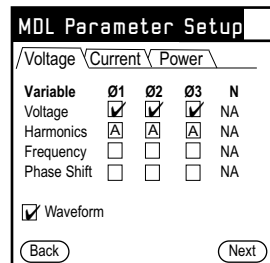 MDL Parameter Setup
Voltage Current Power
Variable Ø1 Ø2 Ø3 N
Voltage NA
Harmonics A A A NA
Frequency NA
Phase Shift NA
Waveform
Back Next